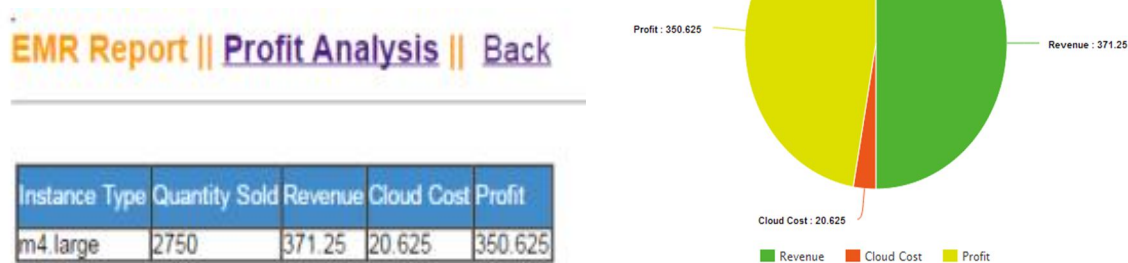 EMR Report || Profit Analysis || Back
Instance Type Quantity Sold Revenue Cloud Cost Profit
m4.large 2750 371.25 20.625 350.625
Profit : 350.625
Revenue : 371.25
Cloud Cost : 20.625
Revenue Cloud Cost Profit